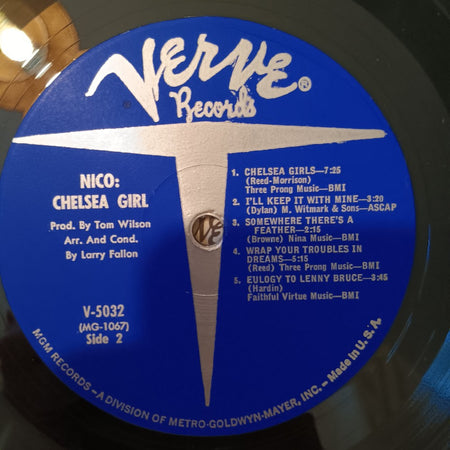 Verve®
Records
NICO:
CHELSEA GIRL
Prod. By Tom Wilson
Arr. And Cond.
By Larry Fallon
V-5032
(MG-1067)
Side 2
1. CHELSEA GIRLS—7:25
(Reed-Morrison)
Three Prong Music—BMI
2. I'LL KEEP IT WITH MINE—3:20
(Dylan) M. Witmark & Sons—ASCAP
3. SOMEWHERE THERE'S A
FEATHER—2:15
(Browne) Nina Music—BMI
4. WRAP YOUR TROUBLES IN
DREAMS—5:15
(Reed) Three Prong Music—BMI
5. EULOGY TO LENNY BRUCE—3:45
(Hardin)
Faithful Virtue Music—BMI
MGM RECORDS—A DIVISION OF METRO-GOLDWYN-MAYER, INC.—Made in U.S.A.